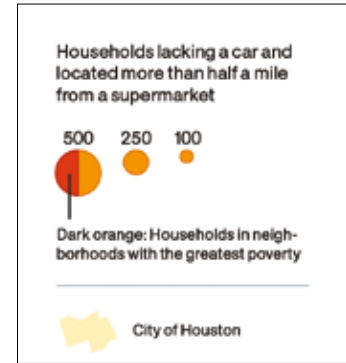 Households lacking a car and
located more than half a mile
from a supermarket
500 250 100
Dark orange: Households in neigh-
borhoods with the greatest poverty
City of Houston